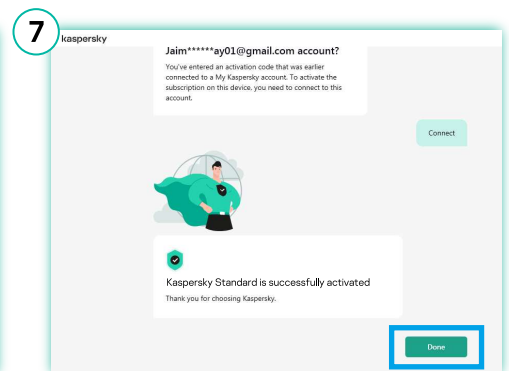 7
kaspersky
Jaim******ay01@gmail.com account?
You've entered an activation code that was earlier
connected to a My Kaspersky account. To activate the
subscription on this device, you need to connect to this
account.
Connect
Kaspersky Standard is successfully activated
Thank you for choosing Kaspersky.
Done